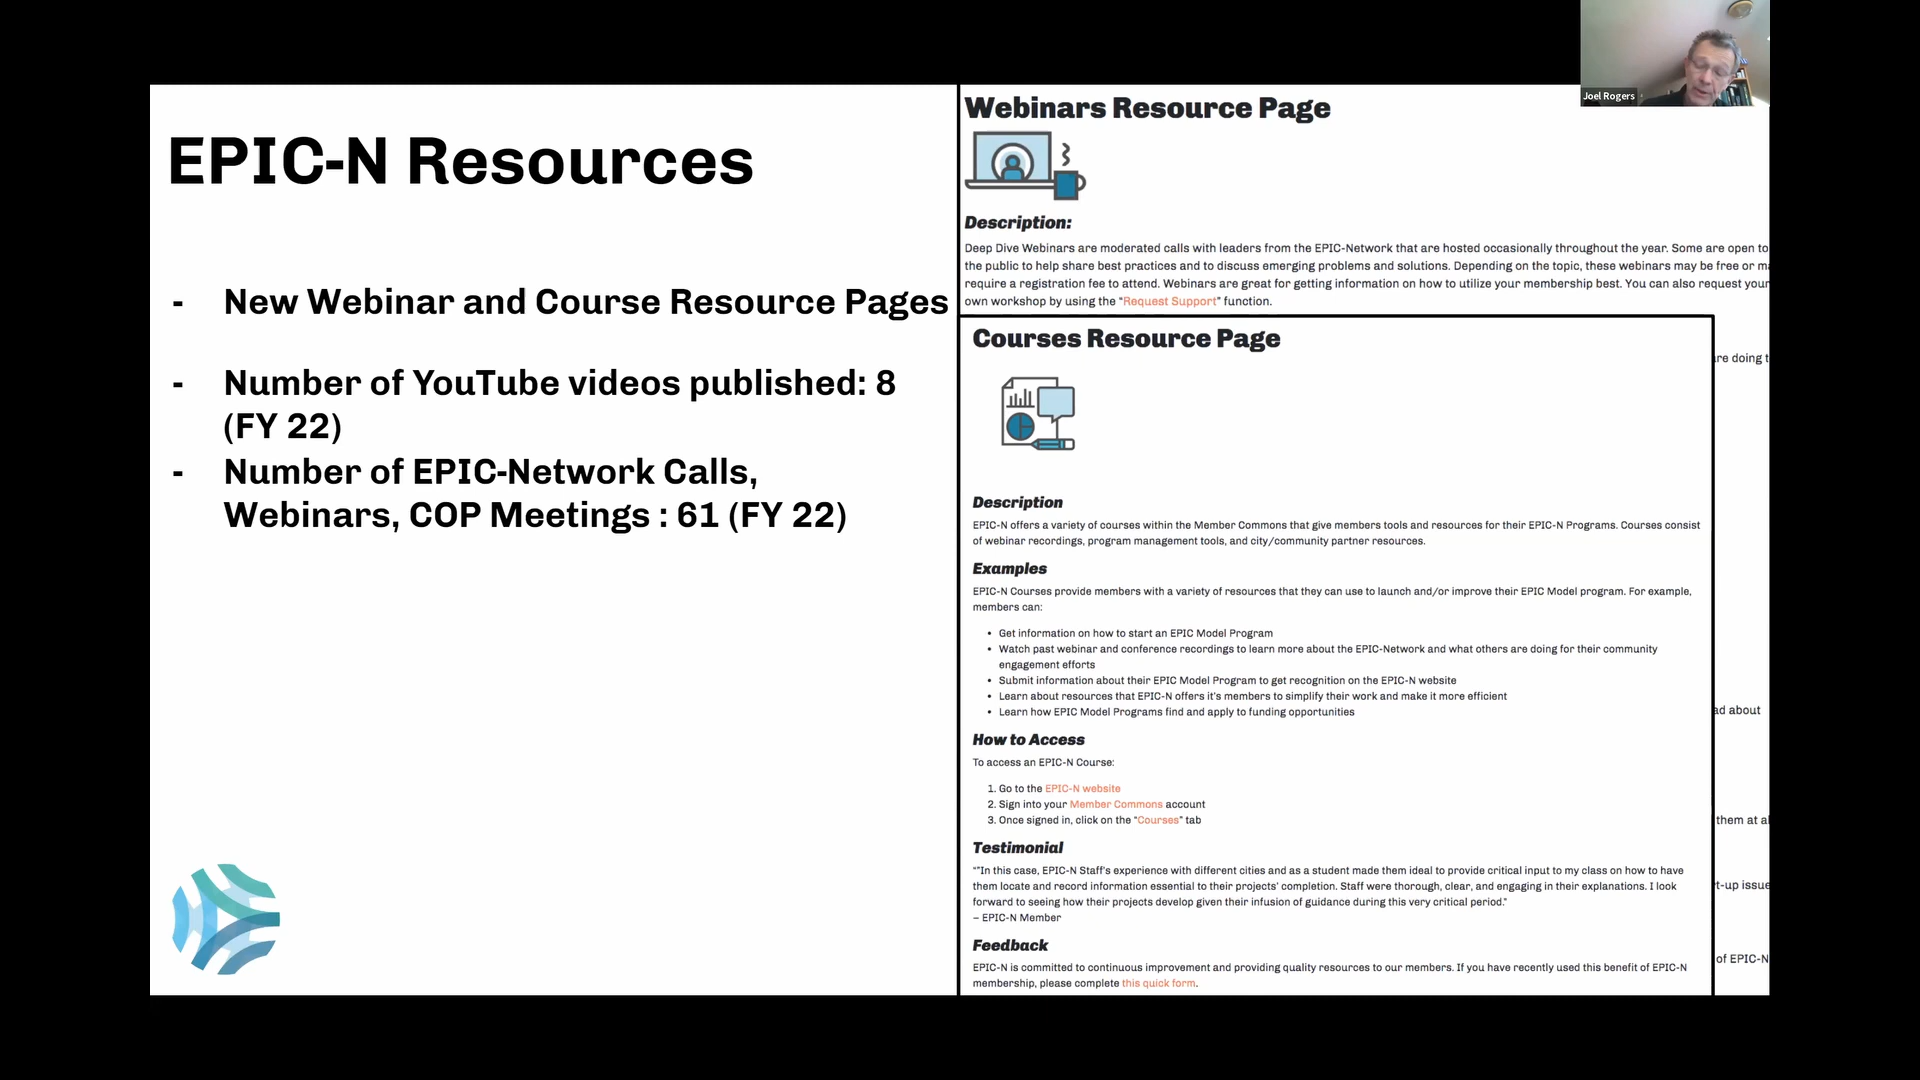 EPIC-N Resources
- New Webinar and Course Resource Pages
- Number of YouTube videos published: 8
(FY 22)
- Number of EPIC-Network Calls,
Webinars, COP Meetings : 61 (FY 22)
Joel Rogers
Webinars Resource Page
Description:
Deep Dive Webinars are moderated calls with leaders from the EPIC-Network that are hosted occasionally throughout the year. Some are open to
the public to help share best practices and to discuss emerging problems and solutions. Depending on the topic, these webinars may be free or
require a registration fee to attend. Webinars are great for getting information on how to utilize your membership best. You can also request your
own workshop by using the “Request Support” function.
Courses Resource Page
Description
EPIC-N offers a variety of courses within the Member Commons that give members tools and resources for their EPIC-N Programs. Courses consist
of webinar recordings, program management tools, and city/community partner resources.
Examples
EPIC-N Courses provide members with a variety of resources that they can use to launch and/or improve their EPIC Model program. For example,
members can:
• Get information on how to start an EPIC Model Program
• Watch past webinar and conference recordings to learn more about the EPIC-Network and what others are doing for their community
engagement efforts
• Submit information about their EPIC Model Program to get recognition on the EPIC-N website
• Learn about resources that EPIC-N offers it's members to simplify their work and make it more efficient
• Learn how EPIC Model Programs find and apply to funding opportunities
How to Access
To access an EPIC-N Course:
1. Go to the EPIC-N website
2. Sign into your Member Commons account
3. Once signed in, click on the “Courses” tab
Testimonial
“"In this case, EPIC-N Staff's experience with different cities and as a student made them ideal to provide critical input to my class on how to have
them locate and record information essential to their projects' completion. Staff were thorough, clear, and engaging in their explanations. I look
forward to seeing how their projects develop given their infusion of guidance during this very critical period."
– EPIC-N Member
Feedback
EPIC-N is committed to continuous improvement and providing quality resources to our members. If you have recently used this benefit of EPIC-N
membership, please complete this quick form.
doing
about
them at
of EPIC-N